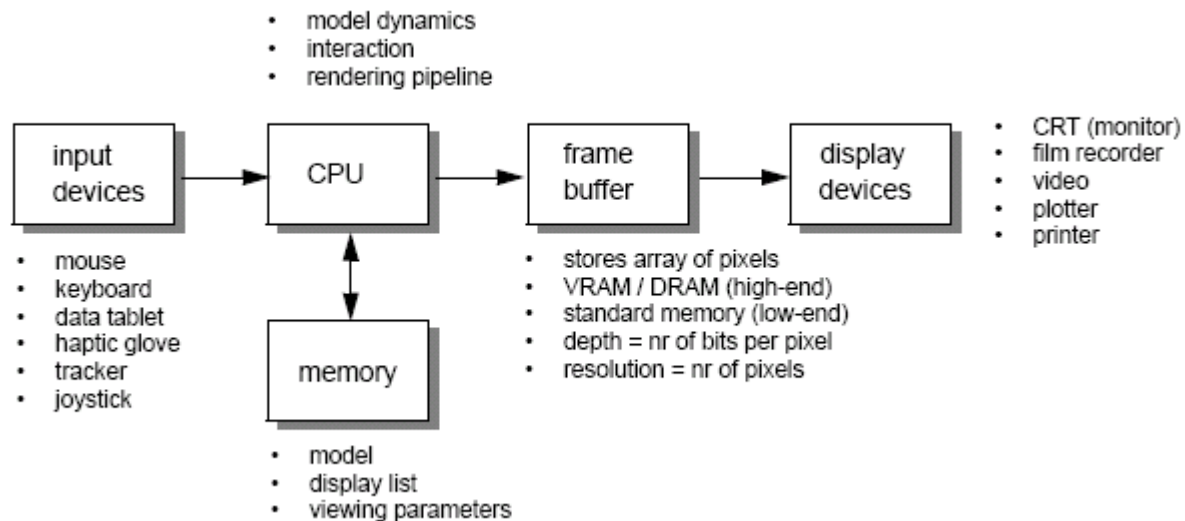 • model dynamics
• interaction
• rendering pipeline
input
devices
CPU
frame
buffer
display
devices
• CRT (monitor)
• film recorder
• video
• plotter
• printer
• mouse
• keyboard
• data tablet
• haptic glove
• tracker
• joystick
memory
• stores array of pixels
• VRAM / DRAM (high-end)
• standard memory (low-end)
• depth = nr of bits per pixel
• resolution = nr of pixels
• model
• display list
• viewing parameters